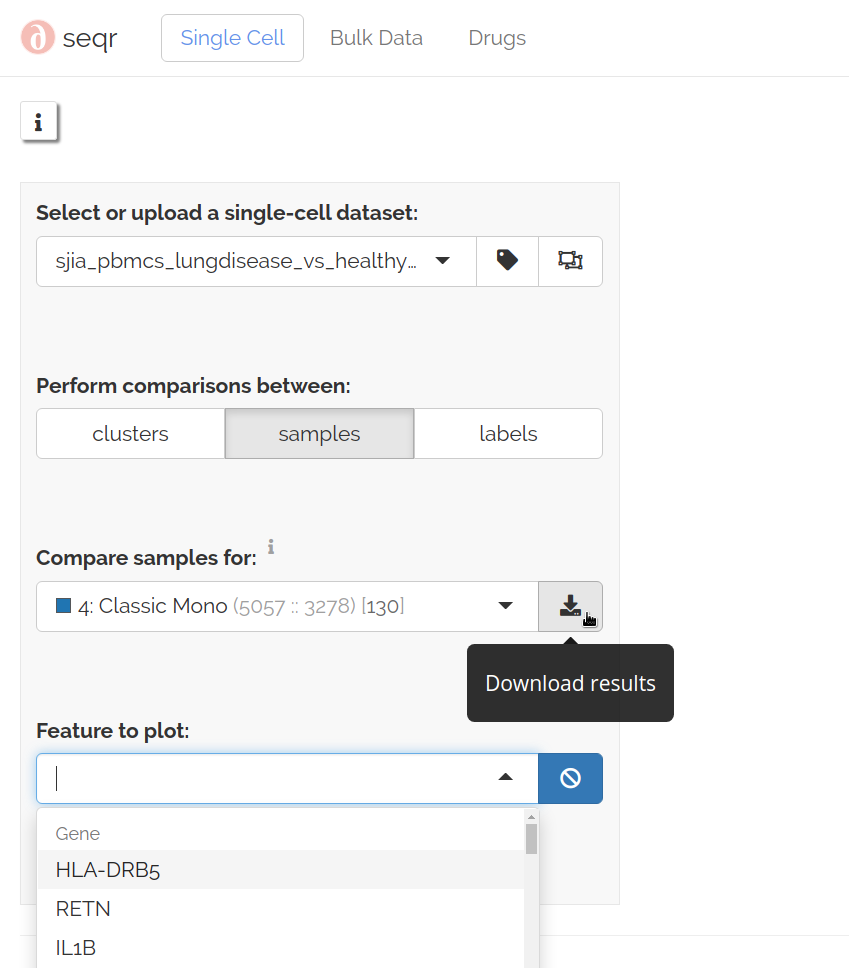 seqr Single Cell Bulk Data Drugs
i
Select or upload a single-cell dataset:
sjia_pbmcs_lungdisease_vs_healthy...
Perform comparisons between:
clusters samples labels
Compare samples for: i
4: Classic Mono (5057 :: 3278) [130]
Download results
Feature to plot:
Gene
HLA-DRB5
RETN
IL1B